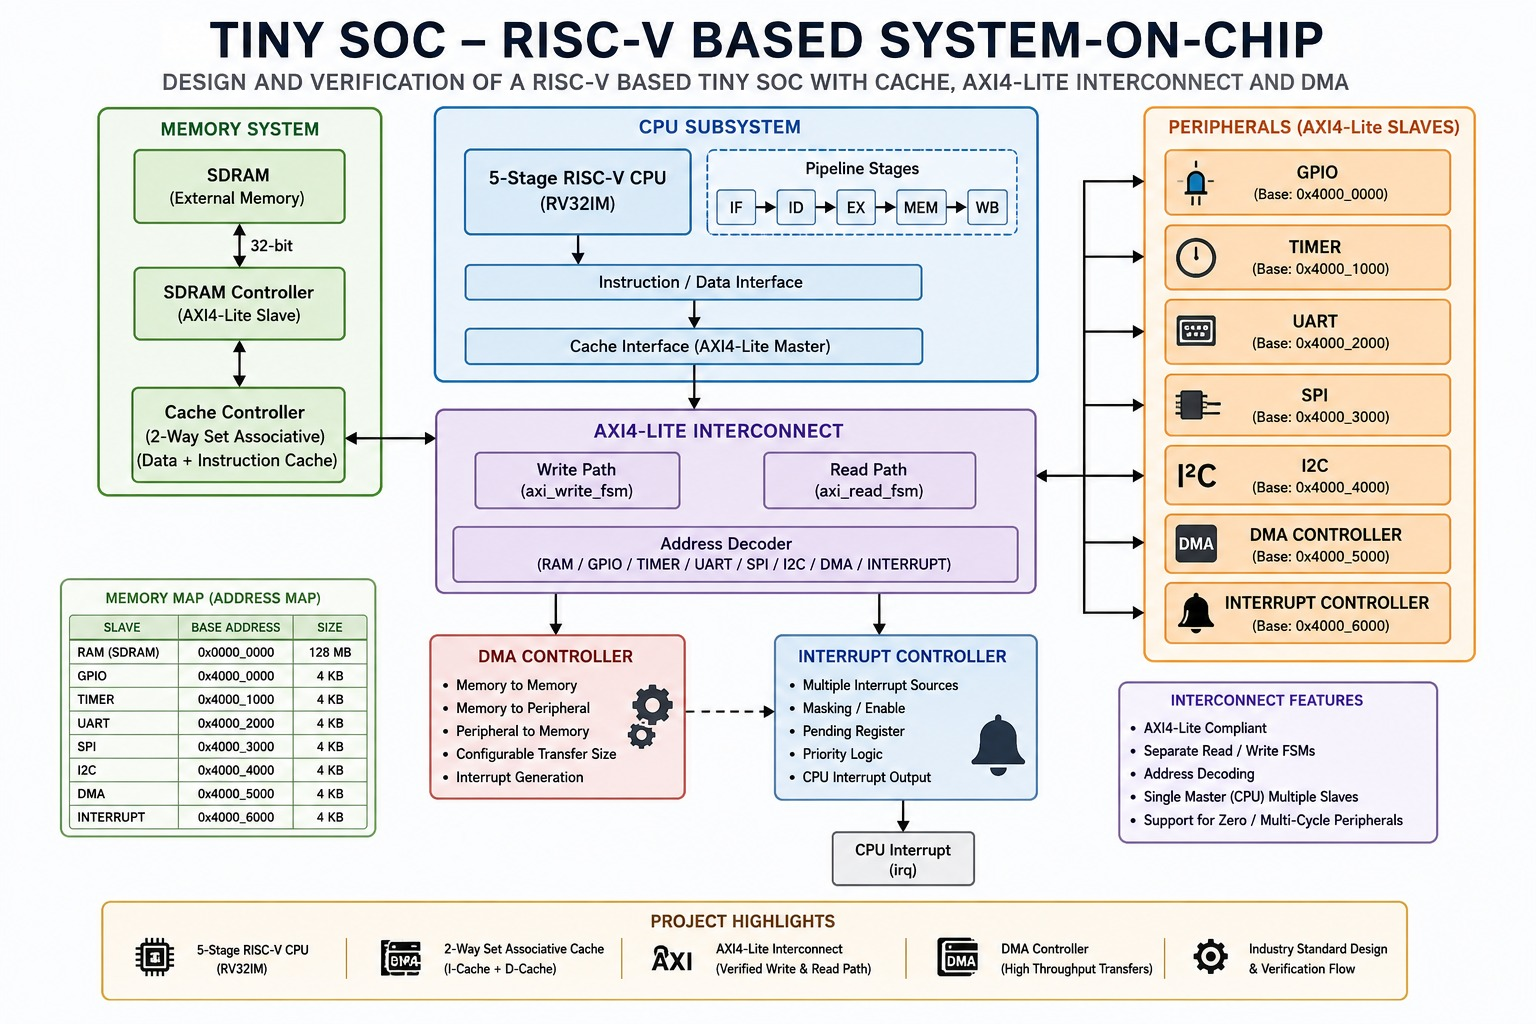 TINY SOC – RISC-V BASED SYSTEM-ON-CHIP
DESIGN AND VERIFICATION OF A RISC-V BASED TINY SOC WITH CACHE, AXI4-LITE INTERCONNECT AND DMA
MEMORY SYSTEM
SDRAM
(External Memory)
32-bit
SDRAM Controller
(AXI4-Lite Slave)
Cache Controller
(2-Way Set Associative)
(Data + Instruction Cache)
CPU SUBSYSTEM
5-Stage RISC-V CPU
(RV32IM)
Pipeline Stages
IF ID EX MEM WB
Instruction / Data Interface
Cache Interface (AXI4-Lite Master)
AXI4-LITE INTERCONNECT
Write Path
(axi_write_fsm)
Read Path
(axi_read_fsm)
Address Decoder
(RAM / GPIO / TIMER / UART / SPI / I2C / DMA / INTERRUPT)
PERIPHERALS (AXI4-Lite SLAVES)
GPIO
(Base: 0x4000_0000)
TIMER
(Base: 0x4000_1000)
UART
(Base: 0x4000_2000)
SPI
(Base: 0x4000_3000)
I²C
I2C
(Base: 0x4000_4000)
DMA
DMA CONTROLLER
(Base: 0x4000_5000)
INTERRUPT CONTROLLER
(Base: 0x4000_6000)
MEMORY MAP (ADDRESS MAP)
SLAVE BASE ADDRESS SIZE
RAM (SDRAM) 0x0000_0000 128 MB
GPIO 0x4000_0000 4 KB
TIMER 0x4000_1000 4 KB
UART 0x4000_2000 4 KB
SPI 0x4000_3000 4 KB
I2C 0x4000_4000 4 KB
DMA 0x4000_5000 4 KB
INTERRUPT 0x4000_6000 4 KB
DMA CONTROLLER
• Memory to Memory
• Memory to Peripheral
• Peripheral to Memory
• Configurable Transfer Size
• Interrupt Generation
INTERRUPT CONTROLLER
• Multiple Interrupt Sources
• Masking / Enable
• Pending Register
• Priority Logic
• CPU Interrupt Output
CPU Interrupt
(irq)
INTERCONNECT FEATURES
• AXI4-Lite Compliant
• Separate Read / Write FSMs
• Address Decoding
• Single Master (CPU) Multiple Slaves
• Support for Zero / Multi-Cycle Peripherals
PROJECT HIGHLIGHTS
5-Stage RISC-V CPU
(RV32IM)
2-Way Set Associative Cache
(I-Cache + D-Cache)
AXI
AXI4-Lite Interconnect
(Verified Write & Read Path)
DMA
DMA Controller
(High Throughput Transfers)
Industry Standard Design
& Verification Flow